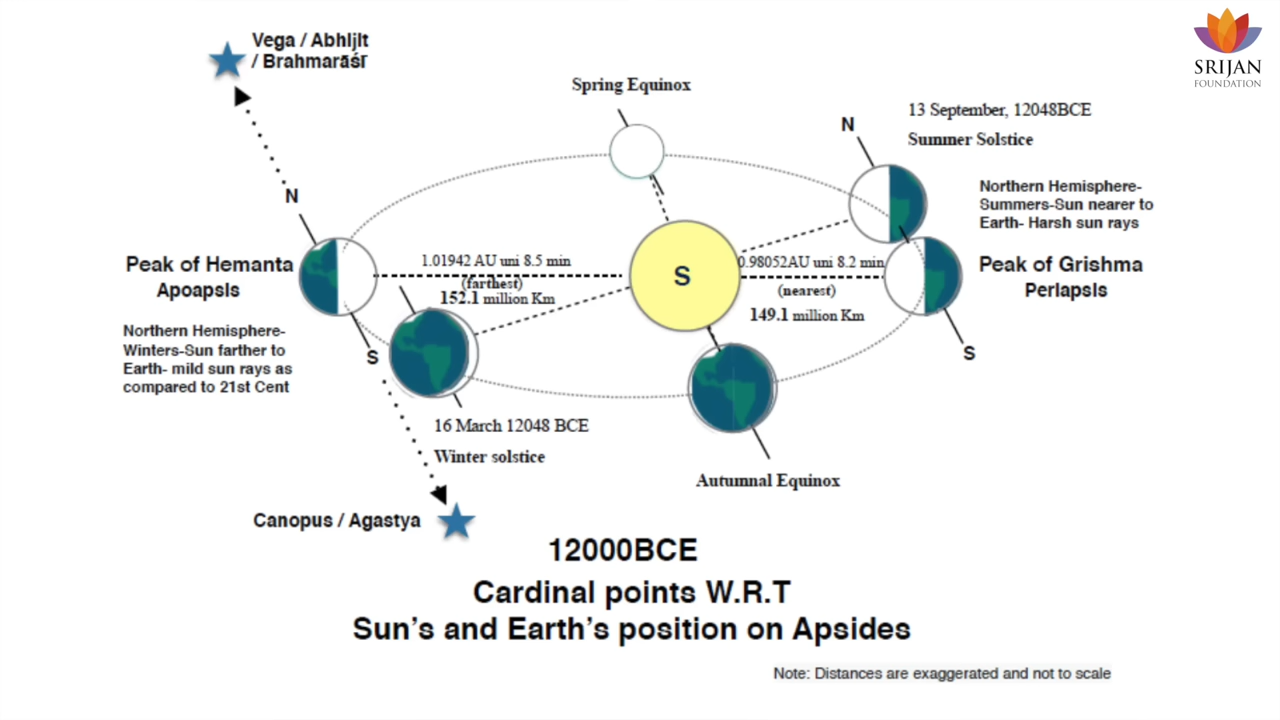 Vega / Abhijit
/ Brahmarāśī
SRIJAN
FOUNDATION
Spring Equinox
13 September, 12048BCE
Summer Solstice
N
N
Northern Hemisphere-
Summers-Sun nearer to
Earth- Harsh sun rays
Peak of Hemanta
Apoapsis
1.01942 AU uni 8.5 min
(farthest)
152.1 million Km
S
0.98052AU uni 8.2 min
(nearest)
149.1 million Km
Peak of Grishma
Periapsis
Northern Hemisphere-
Winters-Sun farther to
Earth- mild sun rays as
compared to 21st Cent
S
S
16 March 12048 BCE
Winter solstice
Autumnal Equinox
Canopus / Agastya
12000BCE
Cardinal points W.R.T
Sun's and Earth's position on Apsides
Note: Distances are exaggerated and not to scale